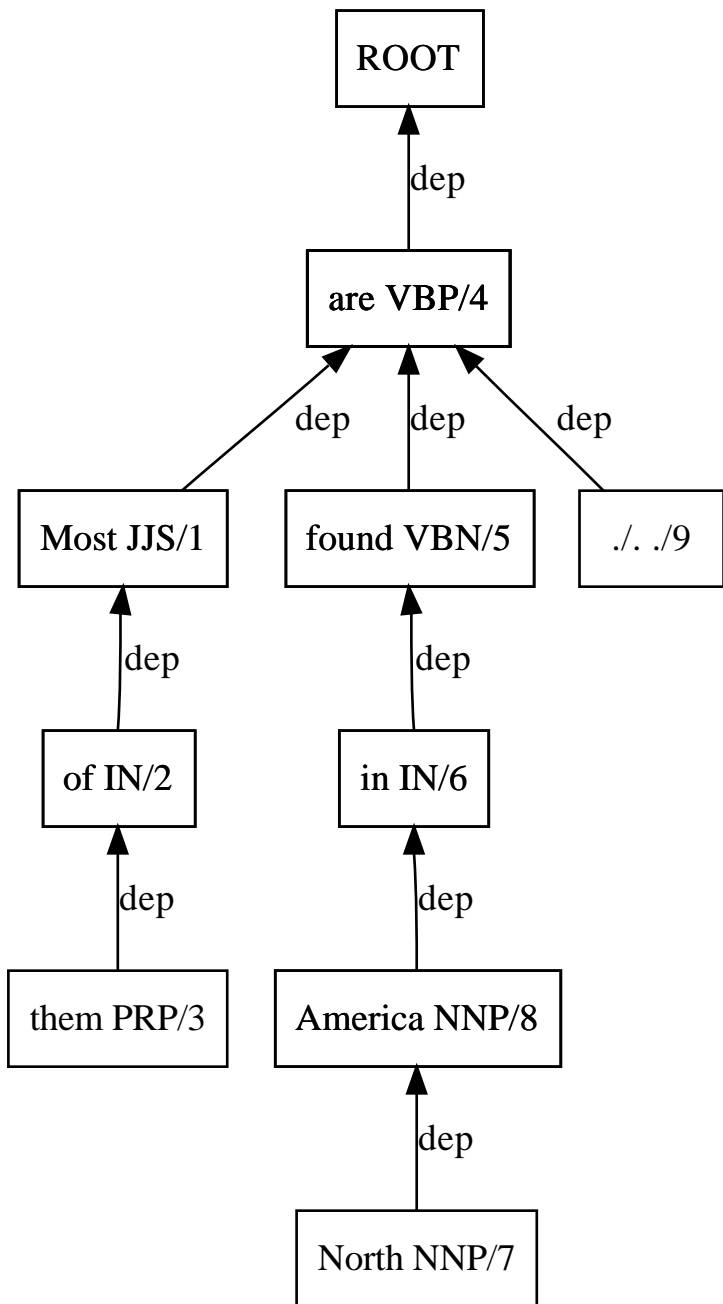 ROOT
dep
are VBP/4
dep dep dep
Most JJS/1 found VBN/5 ./. ./9
dep dep
of IN/2 in IN/6
dep dep
them PRP/3 America NNP/8
dep
North NNP/7